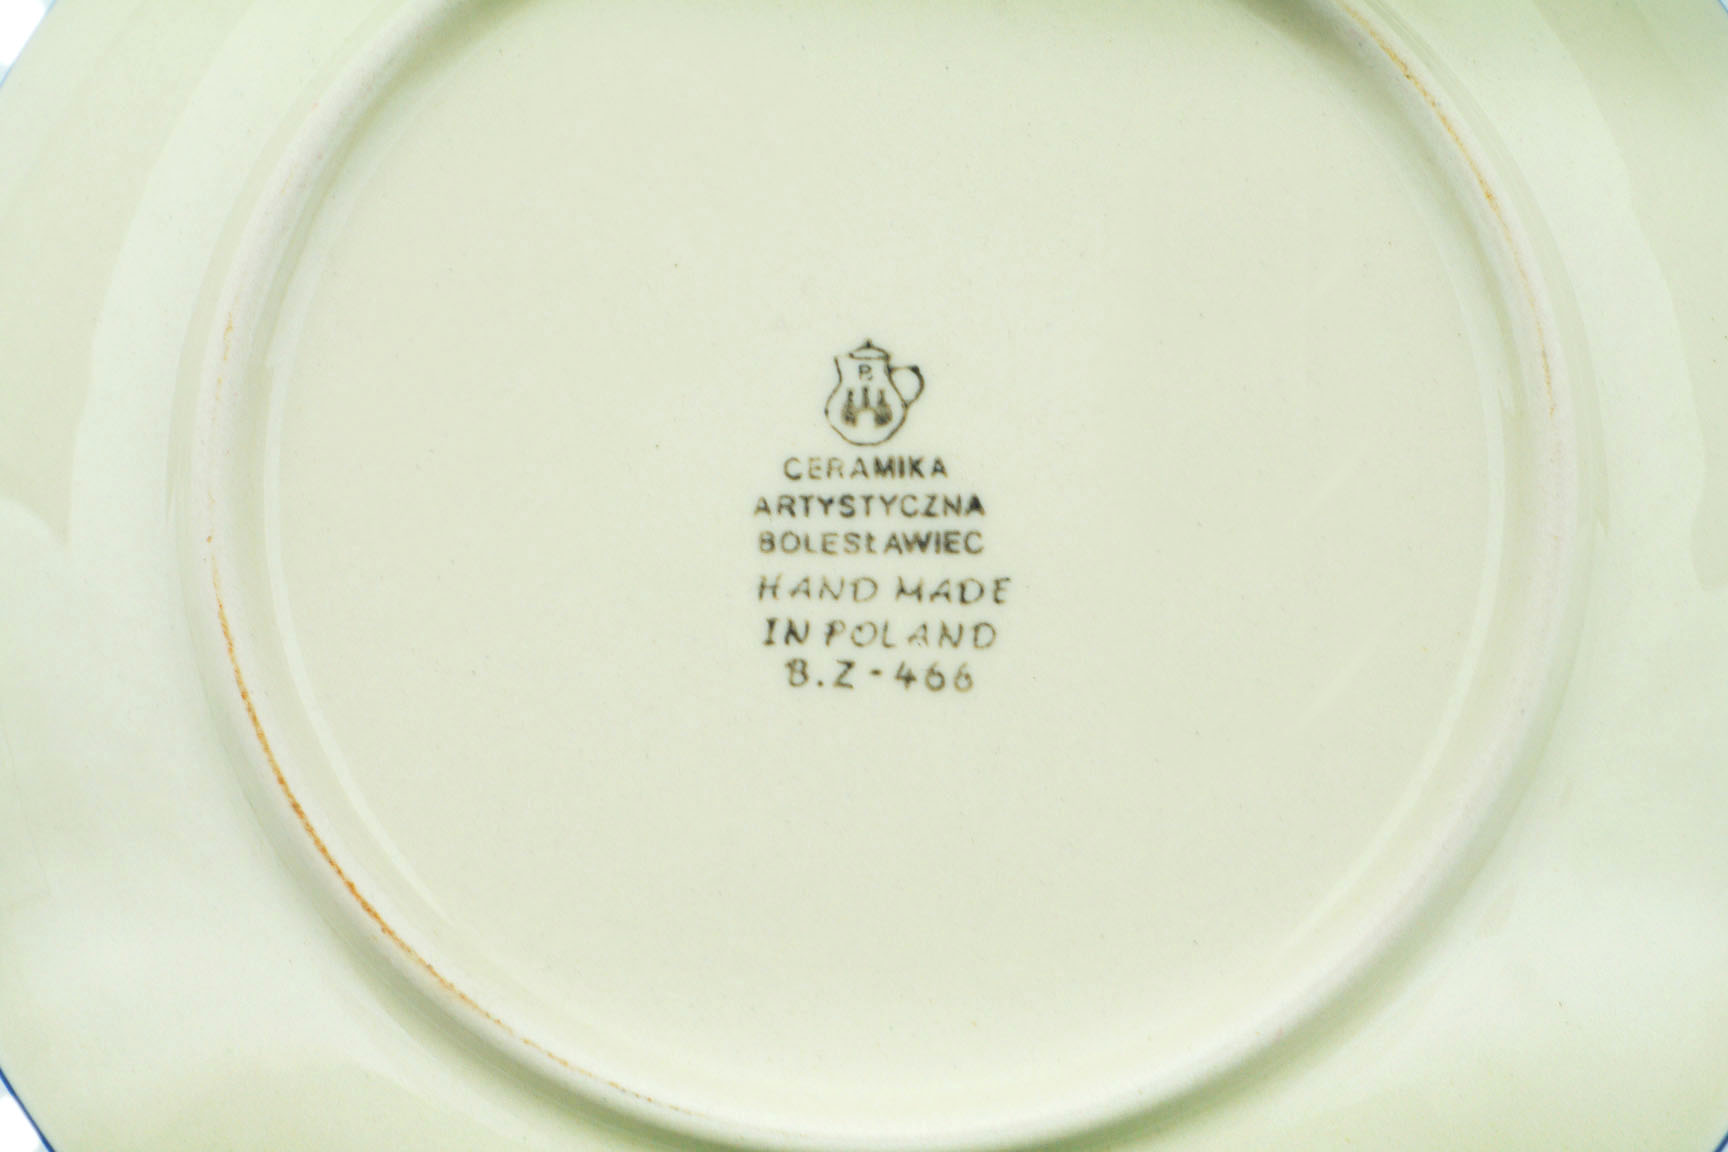 B
CERAMIKA
ARTYSTYCZNA
BOLESŁAWIEC
HAND MADE
IN POLAND
B.Z - 466